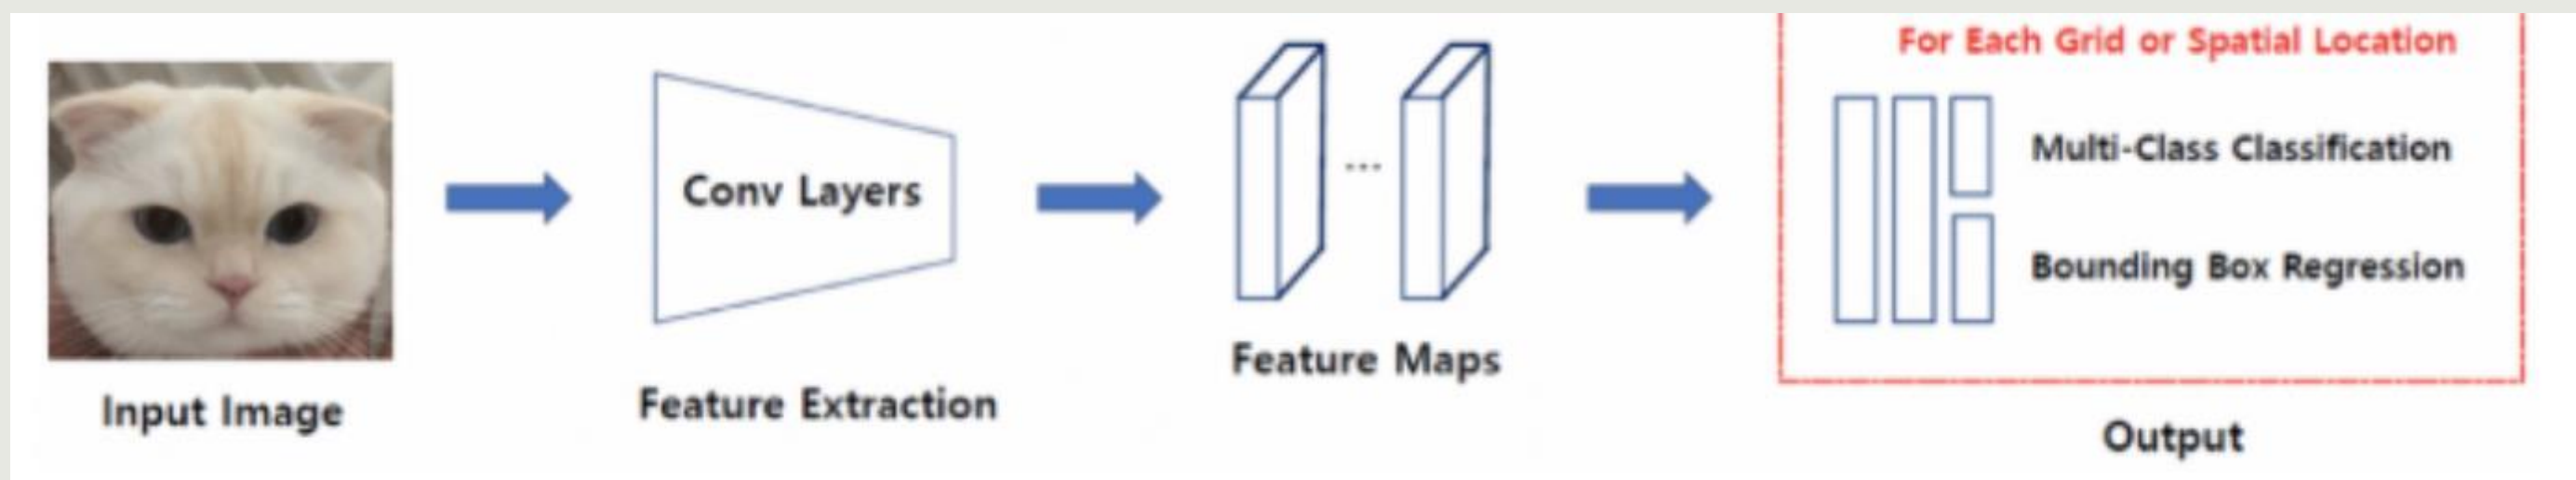 Input Image
Conv Layers
Feature Extraction
...
Feature Maps
For Each Grid or Spatial Location
Multi-Class Classification
Bounding Box Regression
Output